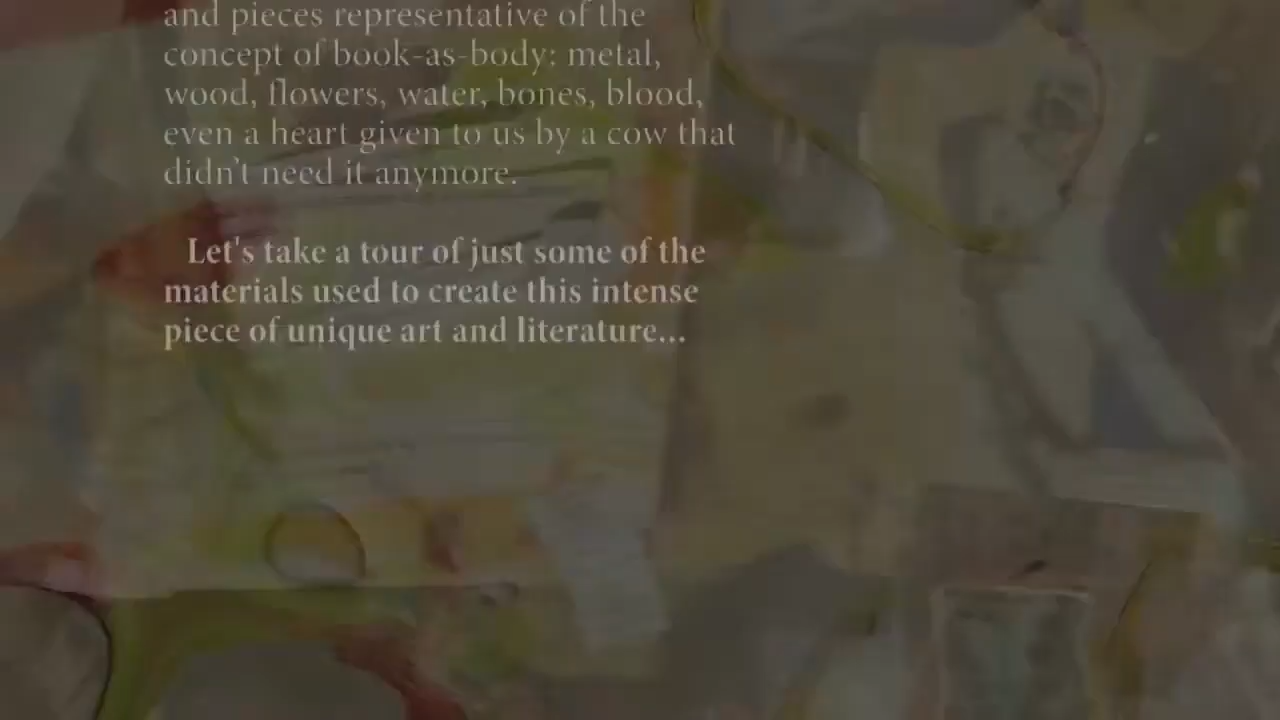 and pieces representative of the
concept of book-as-body: metal,
wood, flowers, water, bones, blood,
even a heart given to us by a cow that
didn't need it anymore.
Let's take a tour of just some of the
materials used to create this intense
piece of unique art and literature...